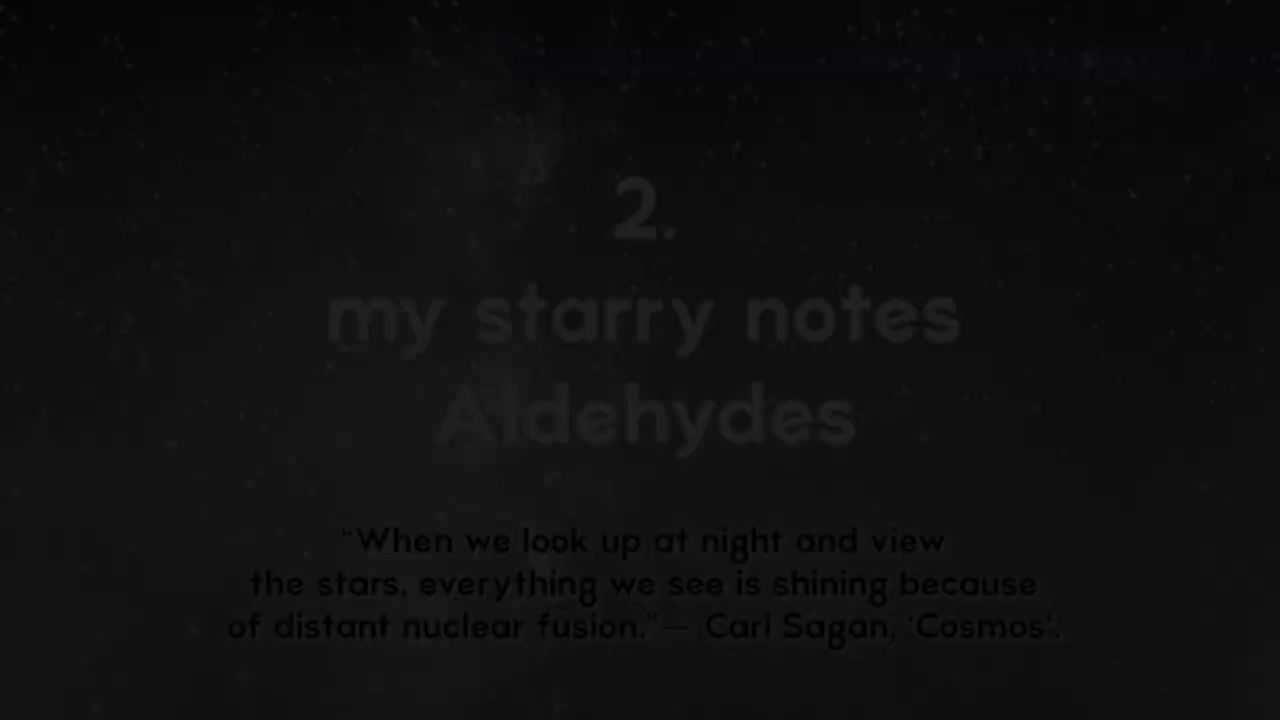 2.
my starry notes
Aldehydes
"When we look up at night and view
the stars, everything we see is shining because
of distant nuclear fusion."— Carl Sagan, 'Cosmos'.